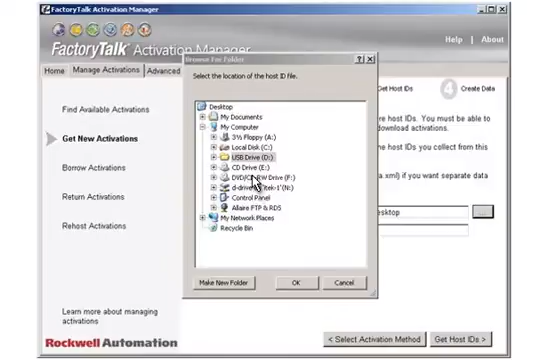 FactoryTalk Activation Manager
FactoryTalk® Activation Manager
Help | About
Home
Manage Activations
Advanced
Browse For Folder
Select the location of the host ID file.
Get Host IDs
4 Create Data
Find Available Activations
Get New Activations
Borrow Activations
Return Activations
Rehost Activations
Desktop
My Documents
My Computer
3½ Floppy (A:)
Local Disk (C:)
USB Drive (D:)
CD Drive (E:)
DVD/CD-RW Drive (F:)
Control Panel
Allaire FTP & RDS
My Network Places
Recycle Bin
re host IDs. You must be able to
download activations.
e host IDs you collect from this
a.xml) if you want separate data
esktop
...
Make New Folder
OK
Cancel
Learn more about managing
activations
Rockwell Automation
< Select Activation Method
Get Host IDs >